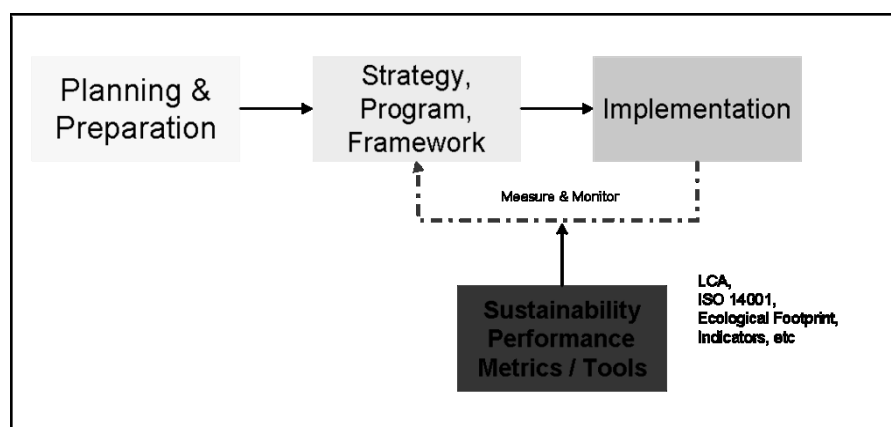 Planning &
Preparation
Strategy,
Program,
Framework
Implementation
Measure & Monitor
Sustainability
Performance
Metrics / Tools
LCA,
ISO 14001,
Ecological Footprint,
Indicators, etc